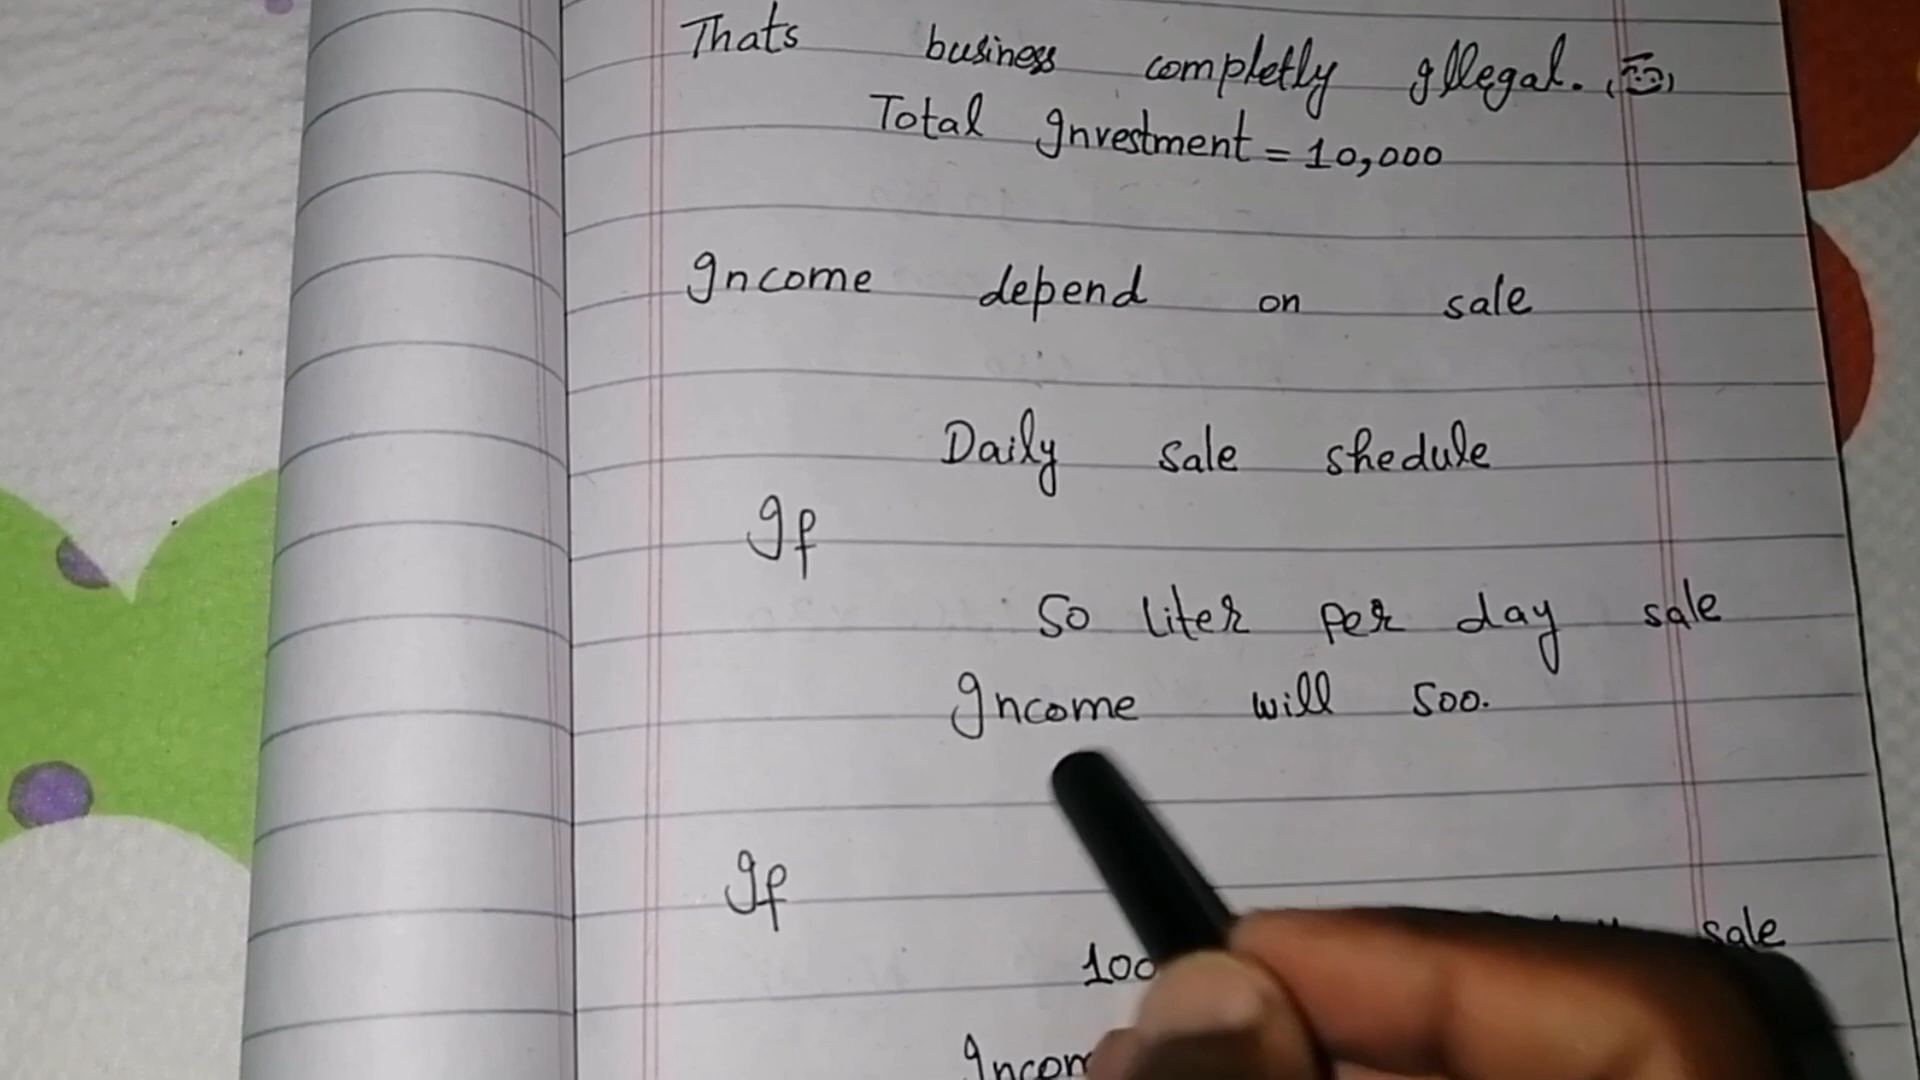 Thats business completly Illegal.
Total Investment = 10,000
Income depend on sale
Daily sale shedule
If
50 liter per day sale
Income will 500.
If
100 sale